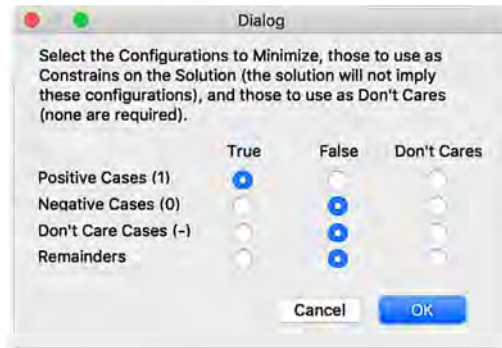 Dialog
Select the Configurations to Minimize, those to use as
Constrains on the Solution (the solution will not imply
these configurations), and those to use as Don't Cares
(none are required).
True False Don't Cares
Positive Cases (1)
Negative Cases (0)
Don't Care Cases (-)
Remainders
Cancel OK